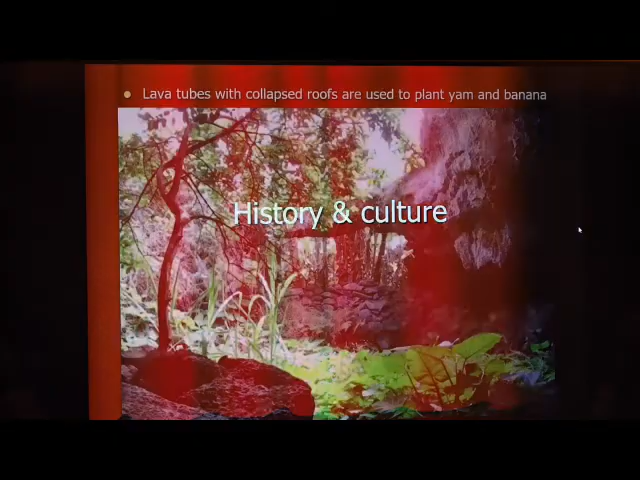 Lava tubes with collapsed roofs are used to plant yam and banana
History & culture